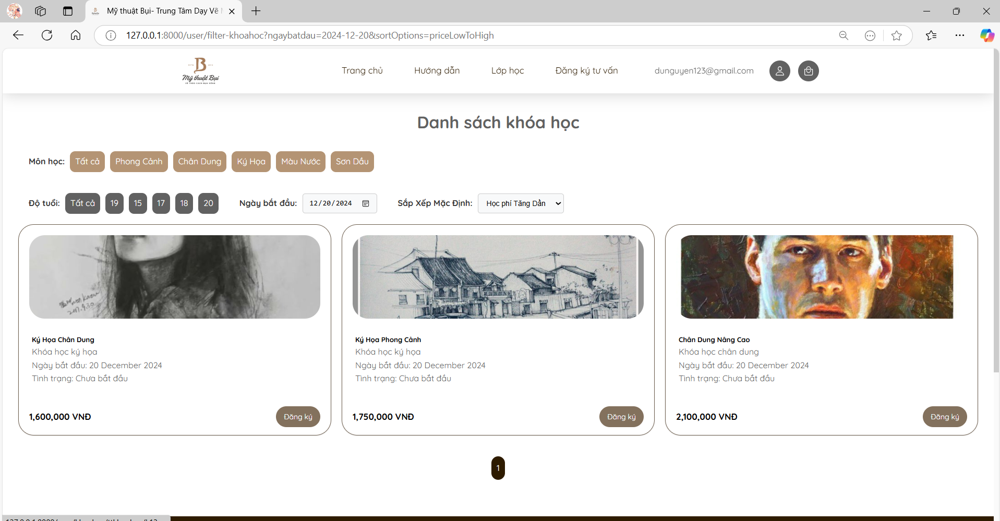 Mỹ thuật Bụi- Trung Tâm Dạy Vẽ
127.0.0.1:8000/user/filter-khoahoc?ngaybatdau=2024-12-20&sortOptions=priceLowToHigh
B
Mỹ thuật Bụi
VẼ THEO CÁCH BẠN SỐNG
Trang chủ
Hướng dẫn
Lớp học
Đăng ký tư vấn
dunguyen123@gmail.com
Danh sách khóa học
Môn học: Tất cả Phong Cảnh Chân Dung Ký Họa Màu Nước Sơn Dầu
Độ tuổi: Tất cả 19 15 17 18 20 Ngày bắt đầu: 12/20/2024 Sắp Xếp Mặc Định: Học phí Tăng Dần
2017.9.30
Ký Họa Chân Dung
Khóa học ký họa
Ngày bắt đầu: 20 December 2024
Tình trạng: Chưa bắt đầu
1,600,000 VNĐ
Đăng ký
Ký Họa Phong Cảnh
Khóa học ký họa
Ngày bắt đầu: 20 December 2024
Tình trạng: Chưa bắt đầu
1,750,000 VNĐ
Đăng ký
Chân Dung Nâng Cao
Khóa học chân dung
Ngày bắt đầu: 20 December 2024
Tình trạng: Chưa bắt đầu
2,100,000 VNĐ
Đăng ký
1